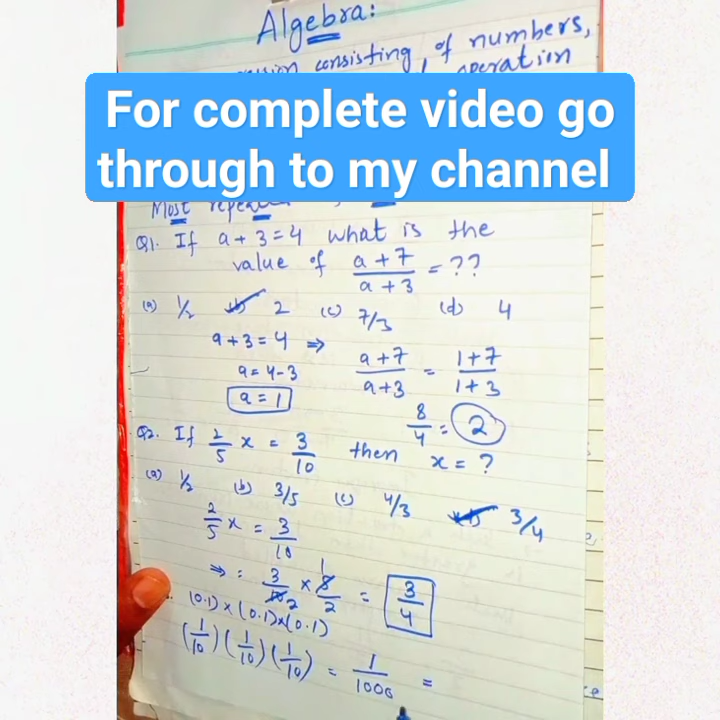 Algebra:
consisting, of numbers,
operation
For complete video go
through to my channel
Most
Q1. If a + 3 = 4 what is the
value of a + 7 / a + 3 = ??
(a) 1/2 (b) 2 (c) 7/3 (d) 4
a + 3 = 4 ⇒ a + 7 / a + 3 = 1 + 7 / 1 + 3
a = 4 - 3
a = 1
8/4 = 2
Q2. If 2/5 x = 3/10 then x = ?
(a) 1/2 (b) 3/5 (c) 4/3 (d) 3/4
2/5 x = 3/10
⇒ = 3/10 2 × 1 5/2 = 3/4
(0.1) × (0.1) × (0.1)
(1/10) (1/10) (1/10) = 1/1000 =